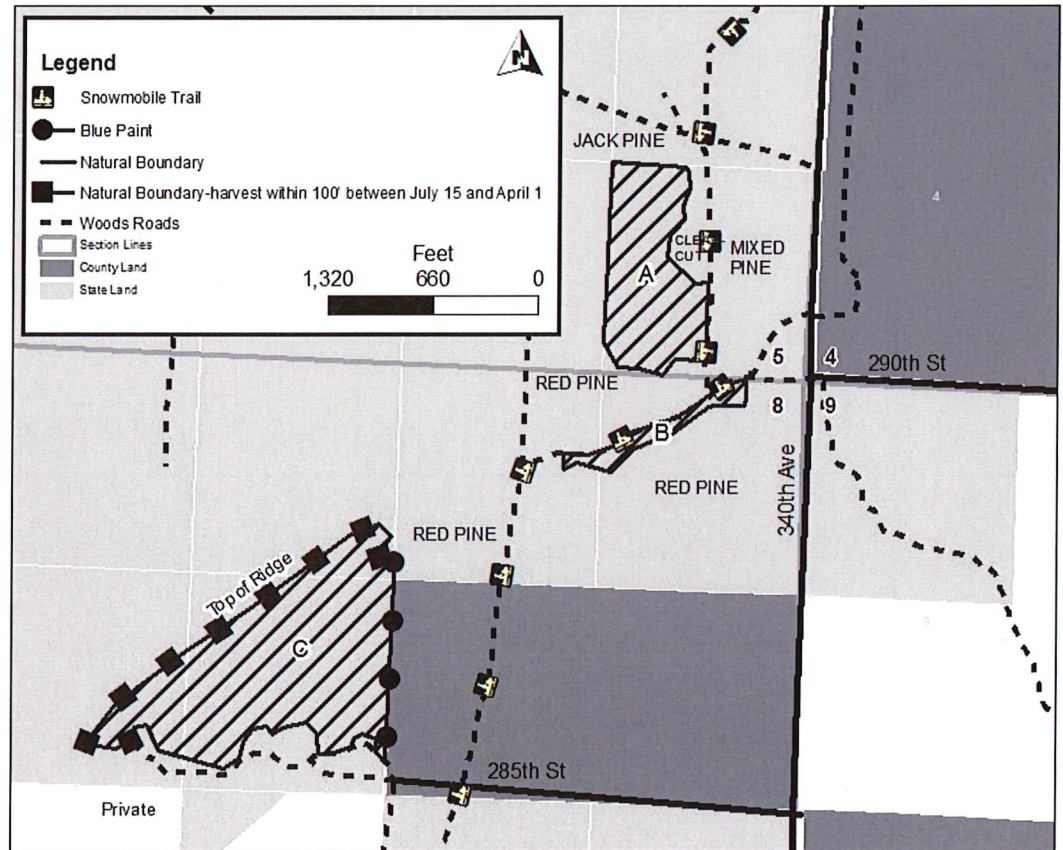 Legend
N
Snowmobile Trail
Blue Paint
Natural Boundary
Natural Boundary-harvest within 100' between July 15 and April 1
Woods Roads
Section Lines
County Land
State Land
Feet
1,320 660 0
JACK PINE
4
CUT
MIXED
PINE
A
5 4
290th St
RED PINE
8 9
B
RED PINE
340th Ave
RED PINE
Top of Ridge
C
285th St
Private